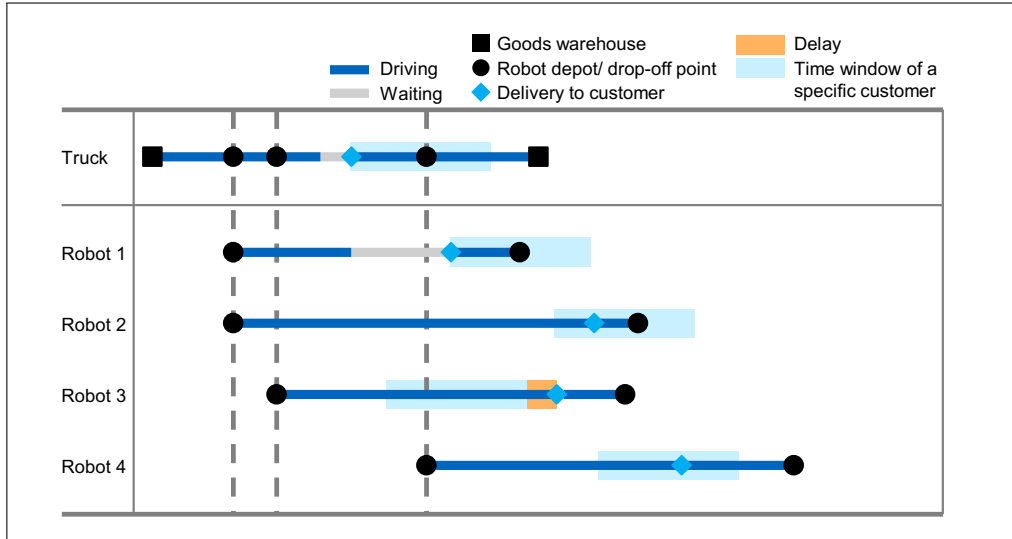 Driving
Waiting
Goods warehouse
Robot depot/ drop-off point
Delivery to customer
Delay
Time window of a
specific customer
Truck
Robot 1
Robot 2
Robot 3
Robot 4